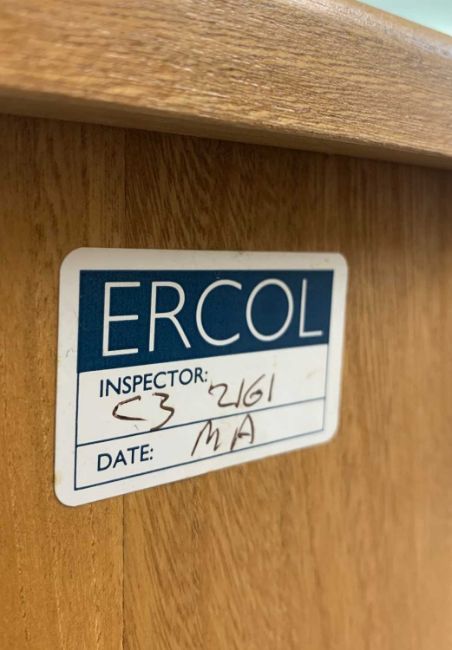 ERCOL
INSPECTOR:
C3 2161
DATE: MA